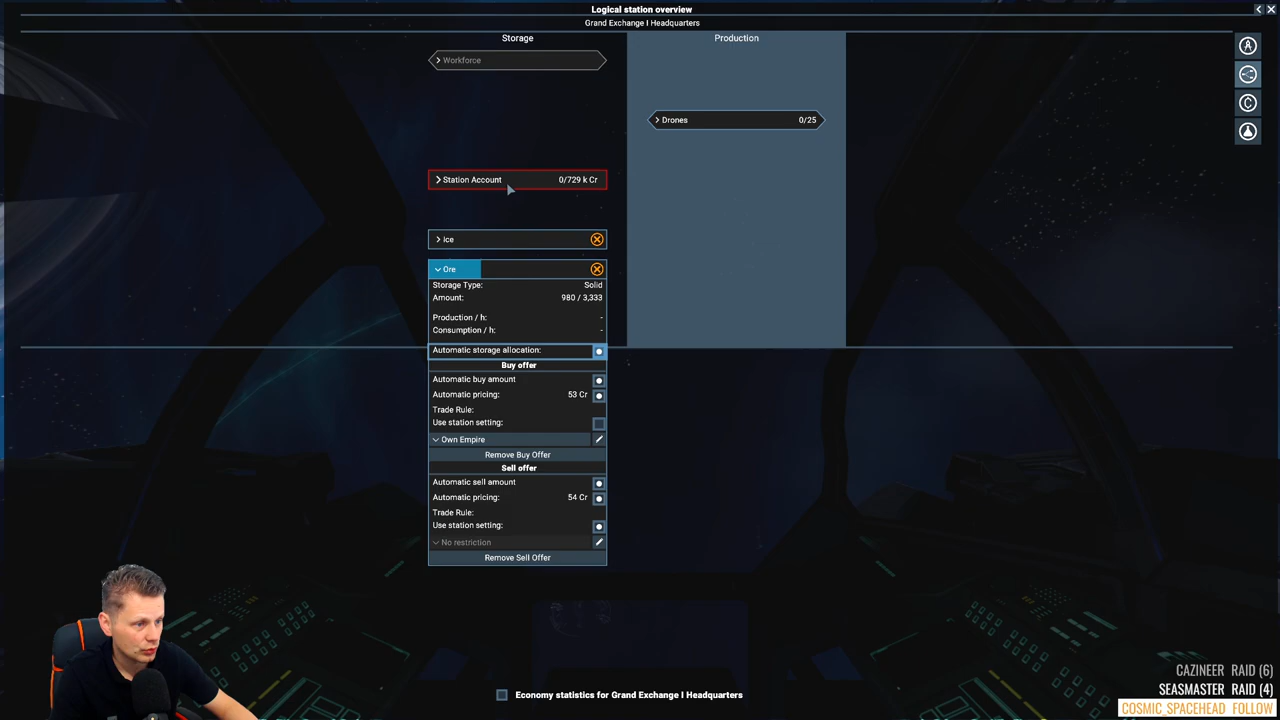 Logical station overview
Grand Exchange I Headquarters
Storage
Production
Workforce
Drones 0/25
Station Account 0/729 k Cr
Ice
Ore
Storage Type: Solid
Amount: 980 / 3,333
Production / h: -
Consumption / h: -
Automatic storage allocation:
Buy offer
Automatic buy amount
Automatic pricing: 53 Cr
Trade Rule:
Use station setting:
Own Empire
Remove Buy Offer
Sell offer
Automatic sell amount
Automatic pricing: 54 Cr
Trade Rule:
Use station setting:
No restriction
Remove Sell Offer
Economy statistics for Grand Exchange I Headquarters
CAZINEER RAID (6)
SEASMASTER RAID (4)
COSMIC_SPACEHEAD FOLLOW